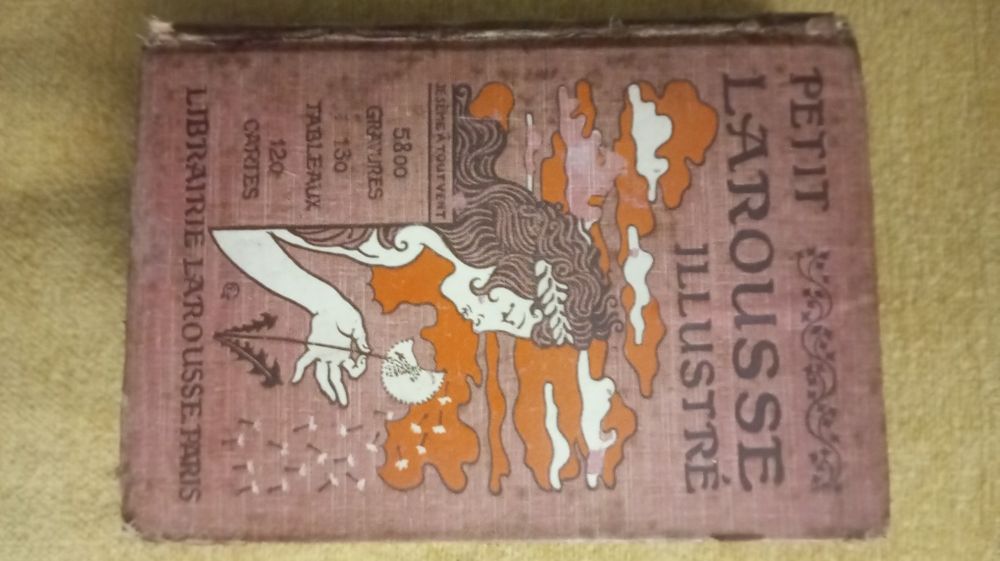 PETIT
LAROUSSE
ILLUSTRÉ
JE SÈME À TOUT VENT
5800
GRAVURES
130
TABLEAUX
120
CARTES
LIBRAIRIE LAROUSSE. PARIS